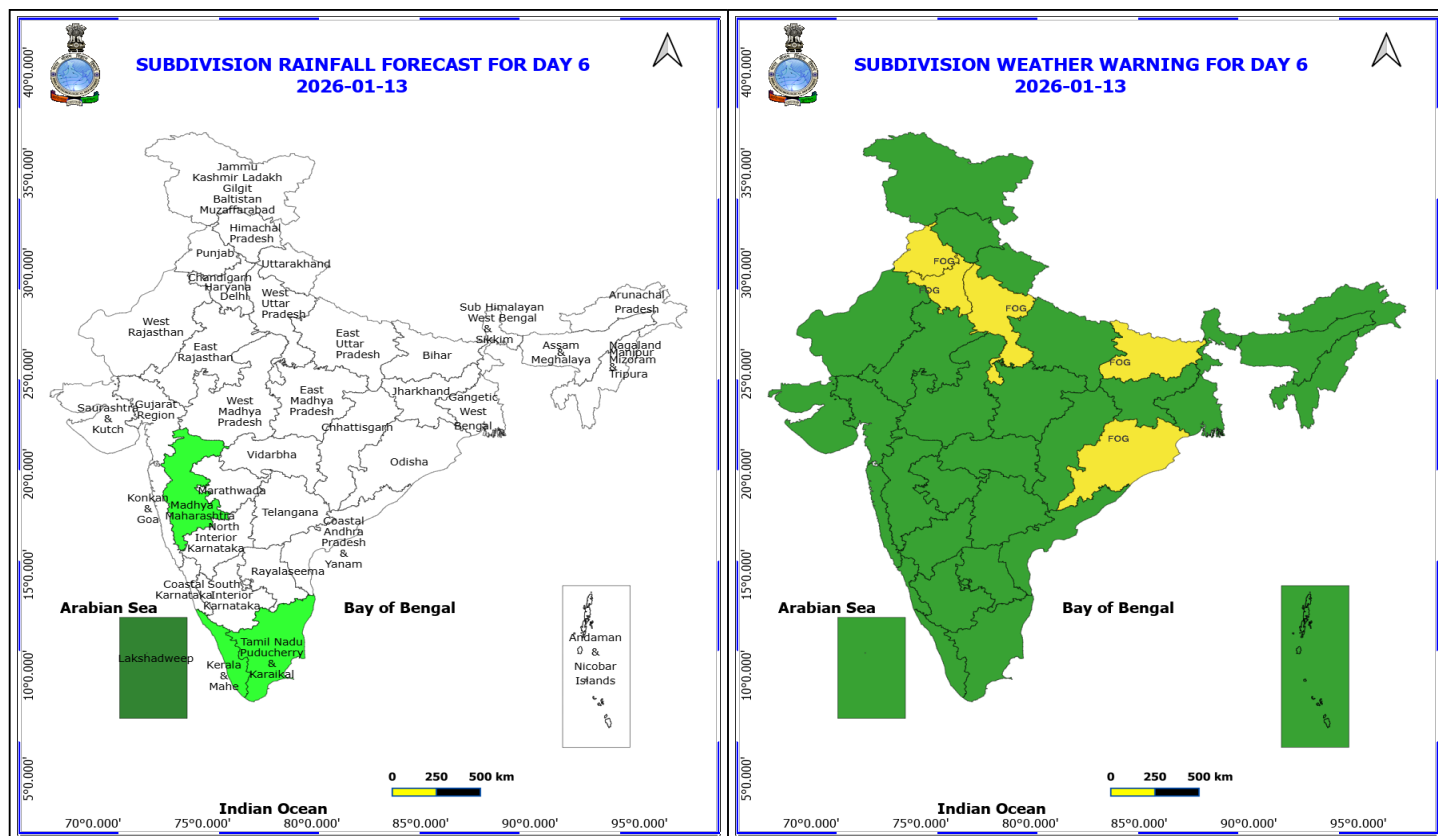 SUBDIVISION RAINFALL FORECAST FOR DAY 6
2026-01-13
40°0.000'
35°0.000'
30°0.000'
25°0.000'
20°0.000'
15°0.000'
10°0.000'
5°0.000'
Jammu
Kashmir Ladakh
Gilgit
Baltistan
Muzaffarabad
Himachal
Pradesh
Punjab
Uttarakhand
Chandigarh
Haryana
Delhi
West
Uttar
Pradesh
Arunachal
Pradesh
Sub Himalayan
West Bengal
&
Sikkim
West
Rajasthan
East
Rajasthan
East
Uttar
Pradesh
Bihar
Assam
&
Meghalaya
Nagaland
Manipur
Mizoram
&
Tripura
Jharkhand
Gangetic
West
Bengal
Saurashtra
&
Kutch
Gujarat
Region
West
Madhya
Pradesh
East
Madhya
Pradesh
Chhattisgarh
Vidarbha
Odisha
Konkan
&
Goa
Marathwada
Madhya
Maharashtra
Telangana
North
Interior
Karnataka
Coastal
Andhra
Pradesh
&
Yanam
Rayalaseema
Coastal
Karnataka
South
Interior
Karnataka
Arabian Sea
Bay of Bengal
Lakshadweep
Kerala
&
Mahe
Tamil Nadu
Puducherry
&
Karaikal
Andaman
&
Nicobar
Islands
0 250 500 km
Indian Ocean
70°0.000' 75°0.000' 80°0.000' 85°0.000' 90°0.000' 95°0.000'
SUBDIVISION WEATHER WARNING FOR DAY 6
2026-01-13
40°0.000'
35°0.000'
30°0.000'
25°0.000'
20°0.000'
15°0.000'
10°0.000'
5°0.000'
FOG
FOG
FOG
FOG
FOG
Arabian Sea
Bay of Bengal
0 250 500 km
Indian Ocean
70°0.000' 75°0.000' 80°0.000' 85°0.000' 90°0.000' 95°0.000'